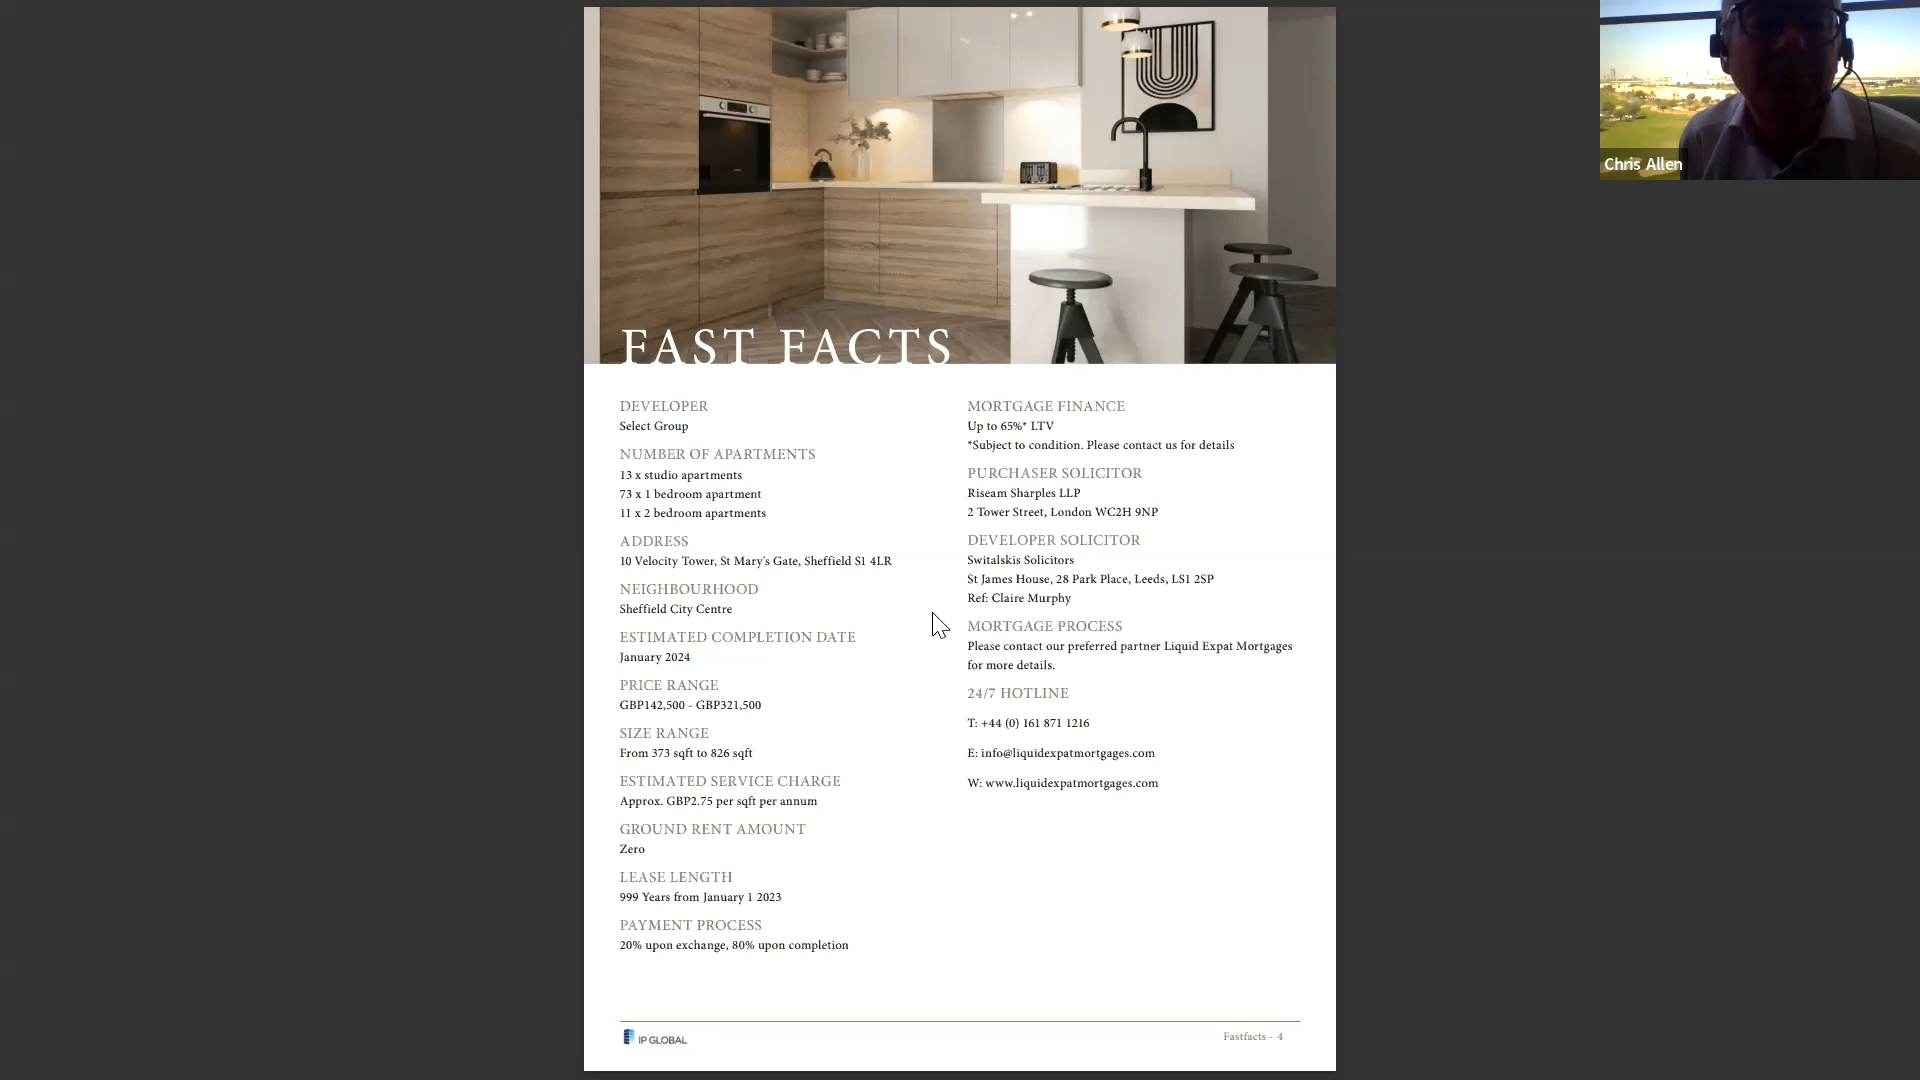 FAST FACTS
DEVELOPER
Select Group
NUMBER OF APARTMENTS
13 x studio apartments
73 x 1 bedroom apartment
11 x 2 bedroom apartments
ADDRESS
10 Velocity Tower, St Mary's Gate, Sheffield S1 4LR
NEIGHBOURHOOD
Sheffield City Centre
ESTIMATED COMPLETION DATE
January 2024
PRICE RANGE
GBP142,500 - GBP321,500
SIZE RANGE
From 373 sqft to 826 sqft
ESTIMATED SERVICE CHARGE
Approx. GBP2.75 per sqft per annum
GROUND RENT AMOUNT
Zero
LEASE LENGTH
999 Years from January 1 2023
PAYMENT PROCESS
20% upon exchange, 80% upon completion
MORTGAGE FINANCE
Up to 65%* LTV
*Subject to condition. Please contact us for details
PURCHASER SOLICITOR
Riseam Sharples LLP
2 Tower Street, London WC2H 9NP
DEVELOPER SOLICITOR
Switalskis Solicitors
St James House, 28 Park Place, Leeds, LS1 2SP
Ref: Claire Murphy
MORTGAGE PROCESS
Please contact our preferred partner Liquid Expat Mortgages
for more details.
24/7 HOTLINE
T: +44 (0) 161 871 1216
E: info@liquidexpatmortgages.com
W: www.liquidexpatmortgages.com
IP GLOBAL
Fastfacts - 4
Chris Allen